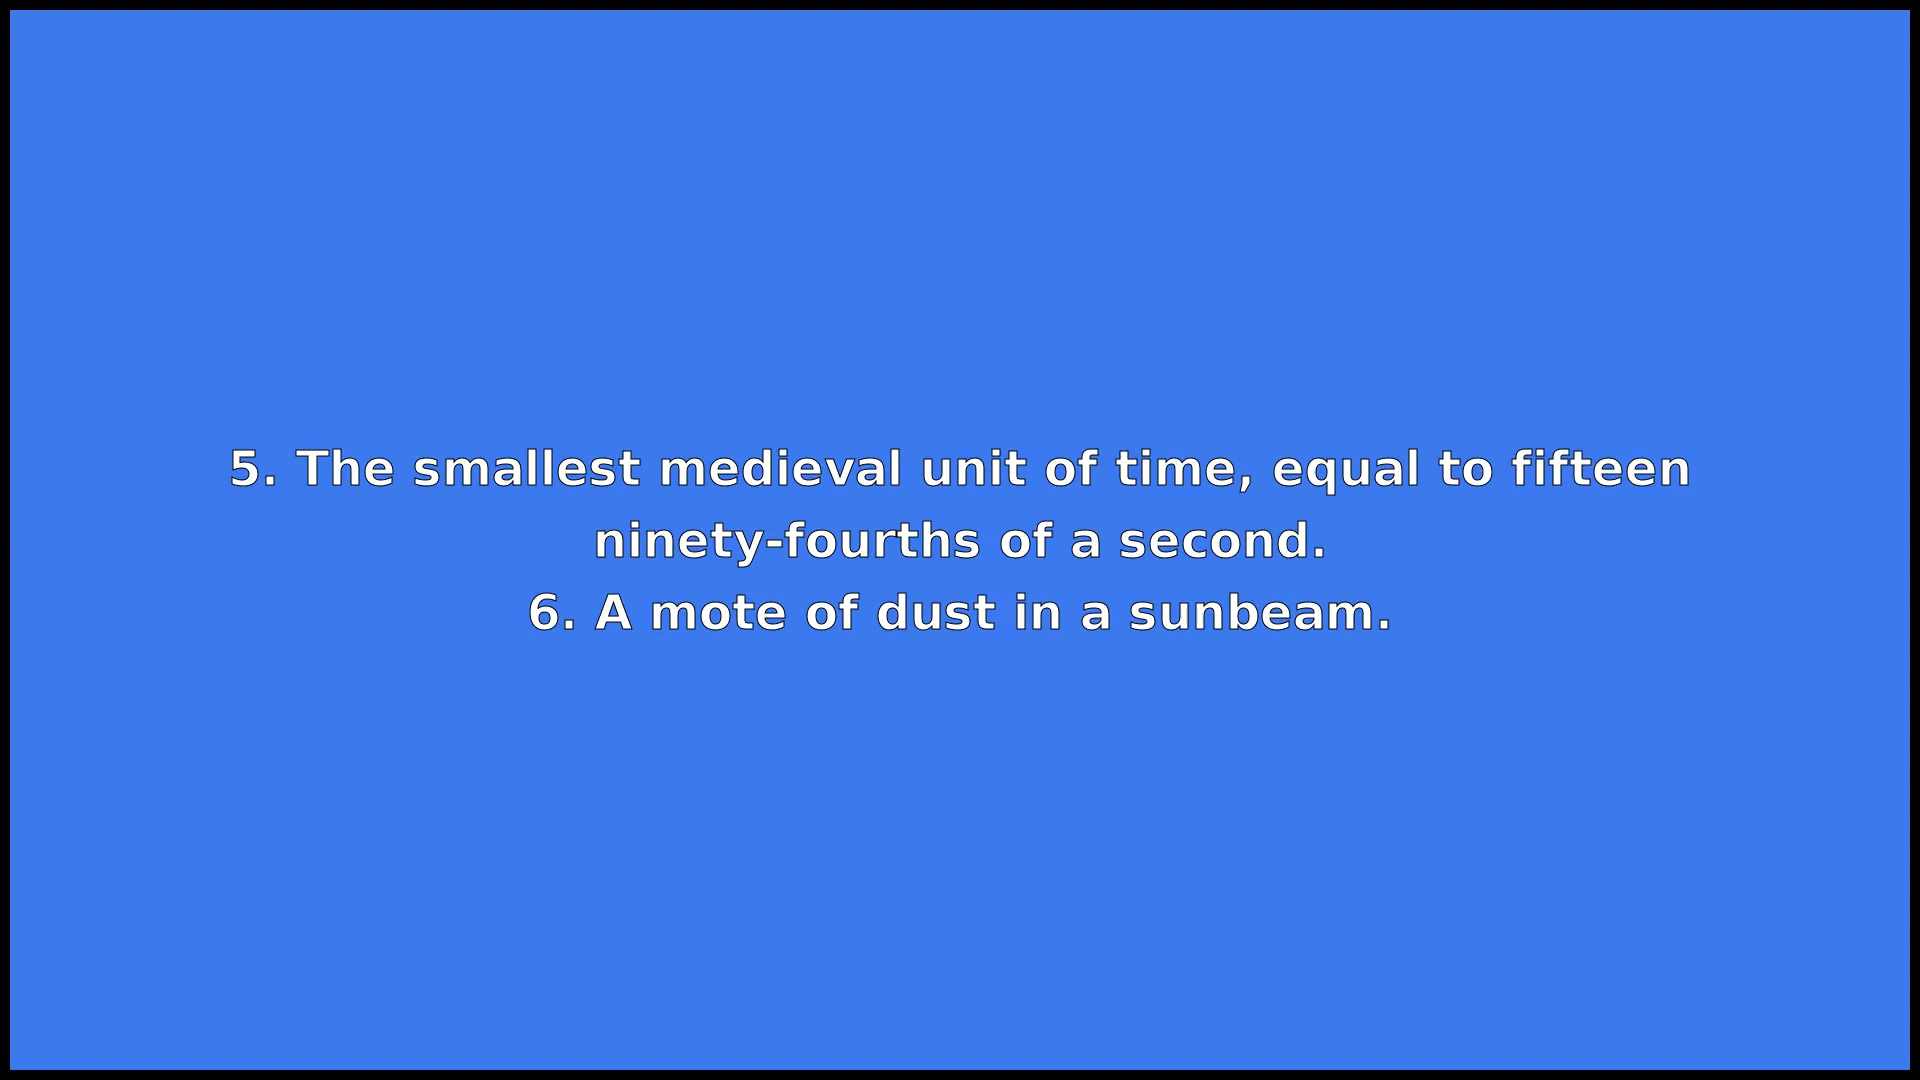 5. The smallest medieval unit of time, equal to fifteen
ninety-fourths of a second.
6. A mote of dust in a sunbeam.